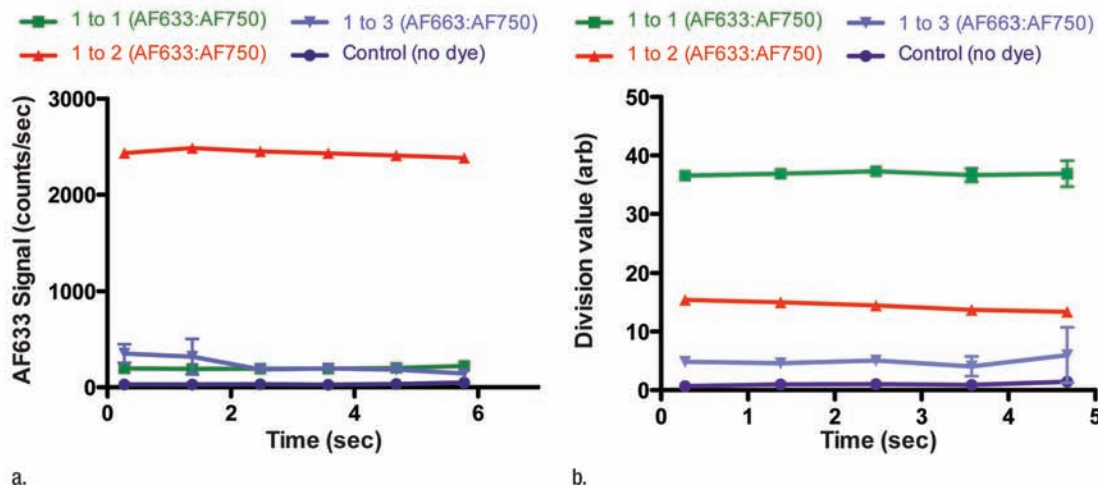 1 to 1 (AF633:AF750)
1 to 3 (AF663:AF750)
1 to 2 (AF633:AF750)
Control (no dye)
AF633 Signal (counts/sec)
3000
2000
1000
0
0
2
4
6
Time (sec)
a.
1 to 1 (AF633:AF750)
1 to 3 (AF663:AF750)
1 to 2 (AF633:AF750)
Control (no dye)
Division value (arb)
50
40
30
20
10
0
0
1
2
3
4
5
Time (sec)
b.